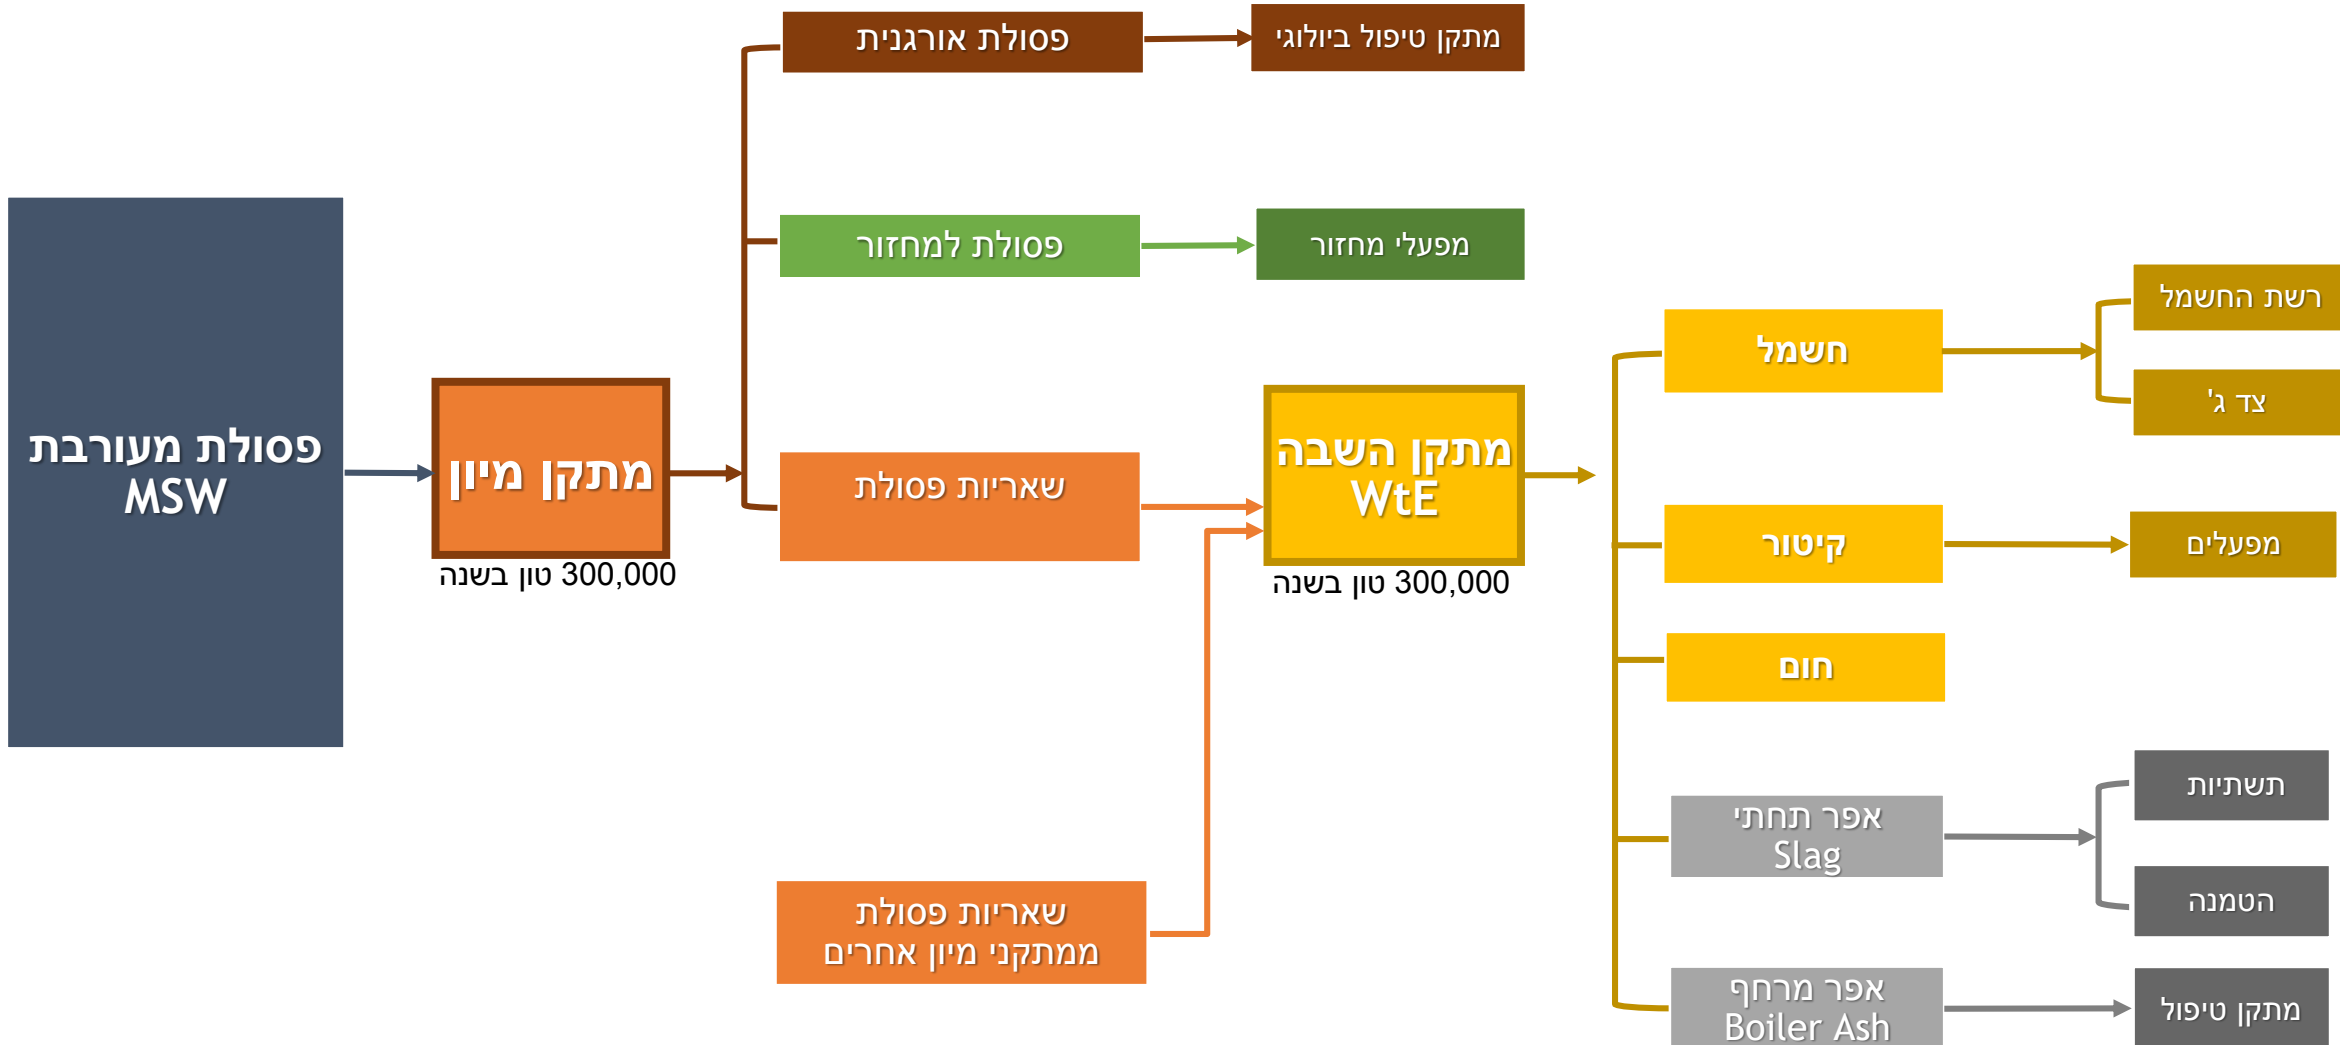 פסולת אורגנית
מתקן טיפול ביולוגי
פסולת למחזור
מפעלי מחזור
פסולת מעורבת
MSW
מתקן מיון
300,000 טון בשנה
שאריות פסולת
שאריות פסולת
ממתקני מיון אחרים
מתקן השבה
WtE
300,000 טון בשנה
חשמל
רשת החשמל
צד ג'
קיטור
מפעלים
חום
אפר תחתי
Slag
תשתיות
הטמנה
אפר מרחף
Boiler Ash
מתקן טיפול